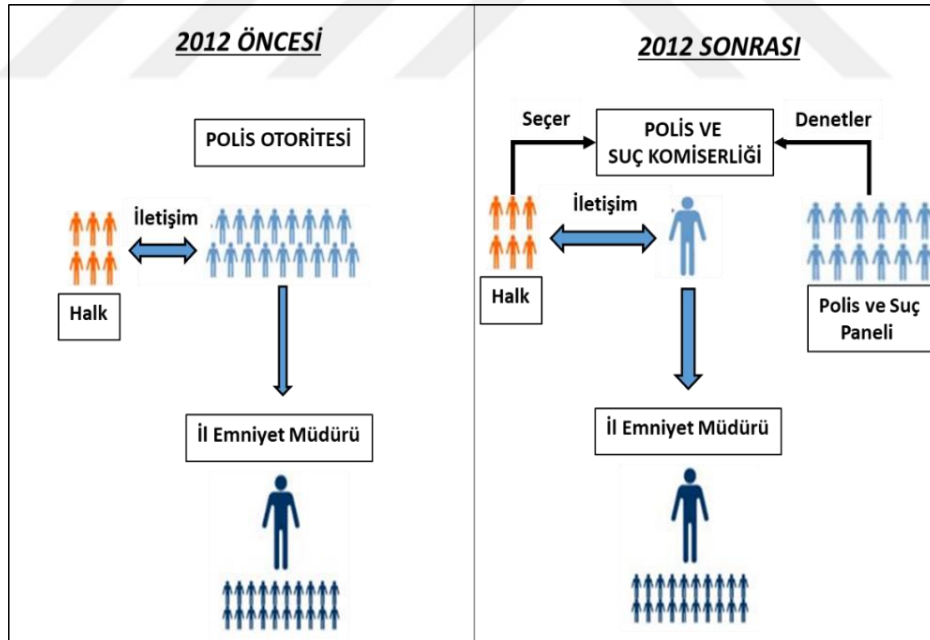 2012 ÖNCESİ
POLİS OTORİTESİ
İletişim
Halk
İl Emniyet Müdürü
2012 SONRASI
Seçer
POLİS VE
SUÇ KOMİSERLİĞİ
Denetler
İletişim
Halk
Polis ve Suç
Paneli
İl Emniyet Müdürü